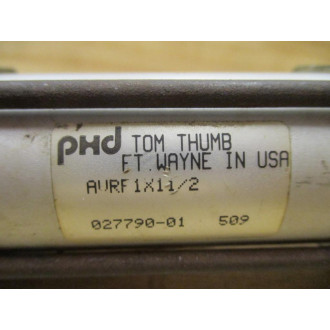 phd TOM THUMB
FT. WAYNE IN USA
AVRF1X11/2
027790-01 509